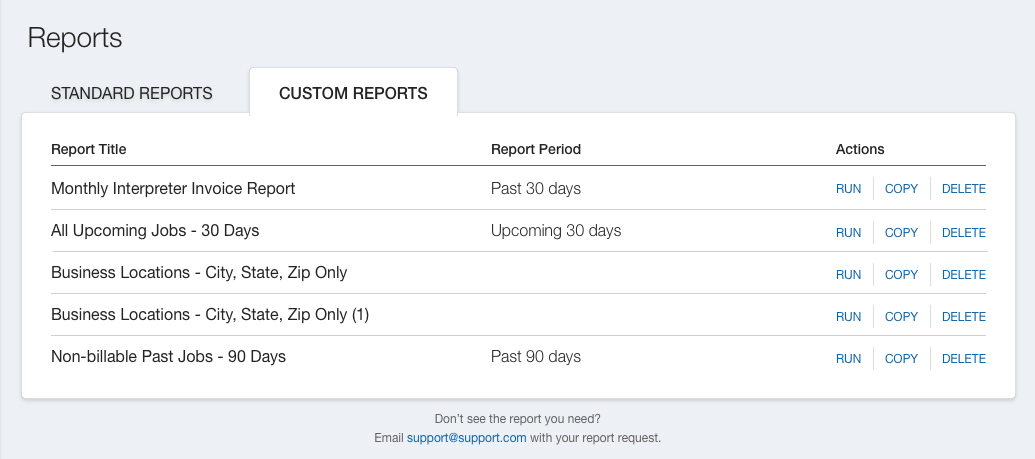 Reports
STANDARD REPORTS CUSTOM REPORTS
Report Title Report Period Actions
Monthly Interpreter Invoice Report Past 30 days RUN COPY DELETE
All Upcoming Jobs - 30 Days Upcoming 30 days RUN COPY DELETE
Business Locations - City, State, Zip Only RUN COPY DELETE
Business Locations - City, State, Zip Only (1) RUN COPY DELETE
Non-billable Past Jobs - 90 Days Past 90 days RUN COPY DELETE
Don’t see the report you need?
Email support@support.com with your report request.